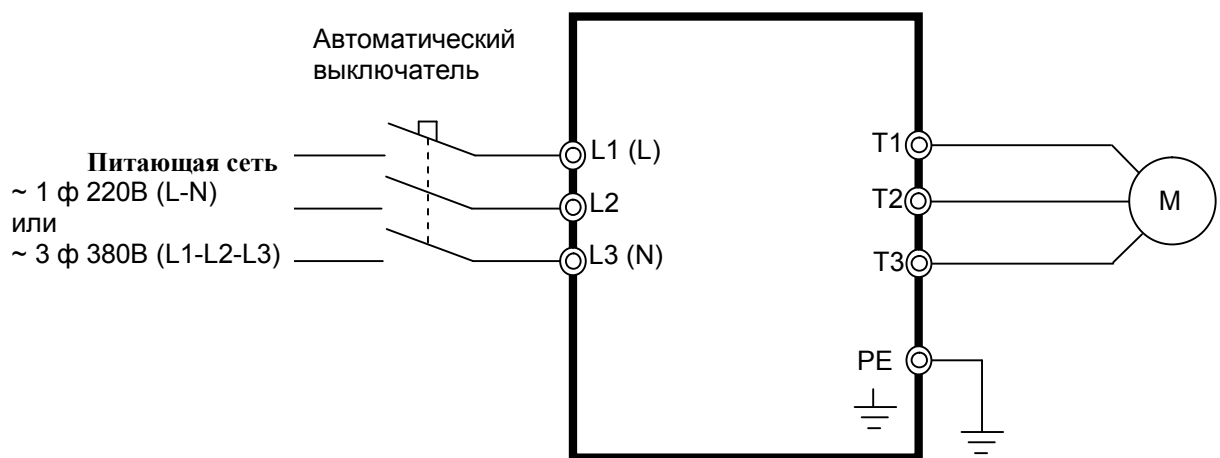 Автоматический
выключатель
Питающая сеть
~ 1 ф 220В (L-N)
или
~ 3 ф 380В (L1-L2-L3)
L1 (L)
L2
L3 (N)
T1
T2
T3
PE
M